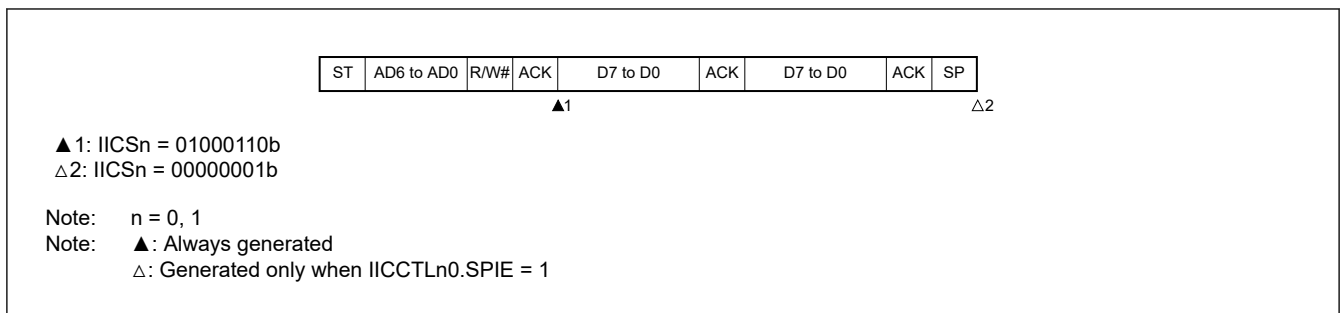 ST AD6 to AD0 R/W# ACK D7 to D0 ACK D7 to D0 ACK SP
▲1 △2
▲1: IICSn = 01000110b
△2: IICSn = 00000001b
Note: n = 0, 1
Note: ▲: Always generated
△: Generated only when IICCTLn0.SPIE = 1